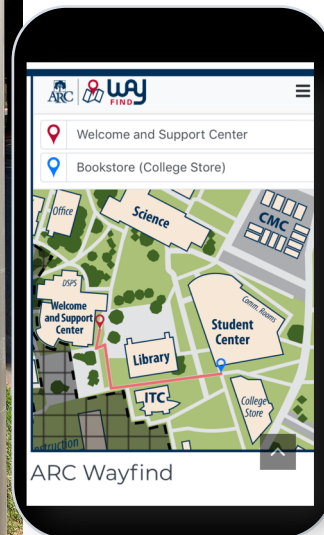 ARC
WAY
FIND
Welcome and Support Center
Bookstore (College Store)
Office
Science
CMC
DSPS
Welcome
and Support
Center
Comm. Rooms
Student
Center
Library
ITC
College
Store
ARC Wayfind